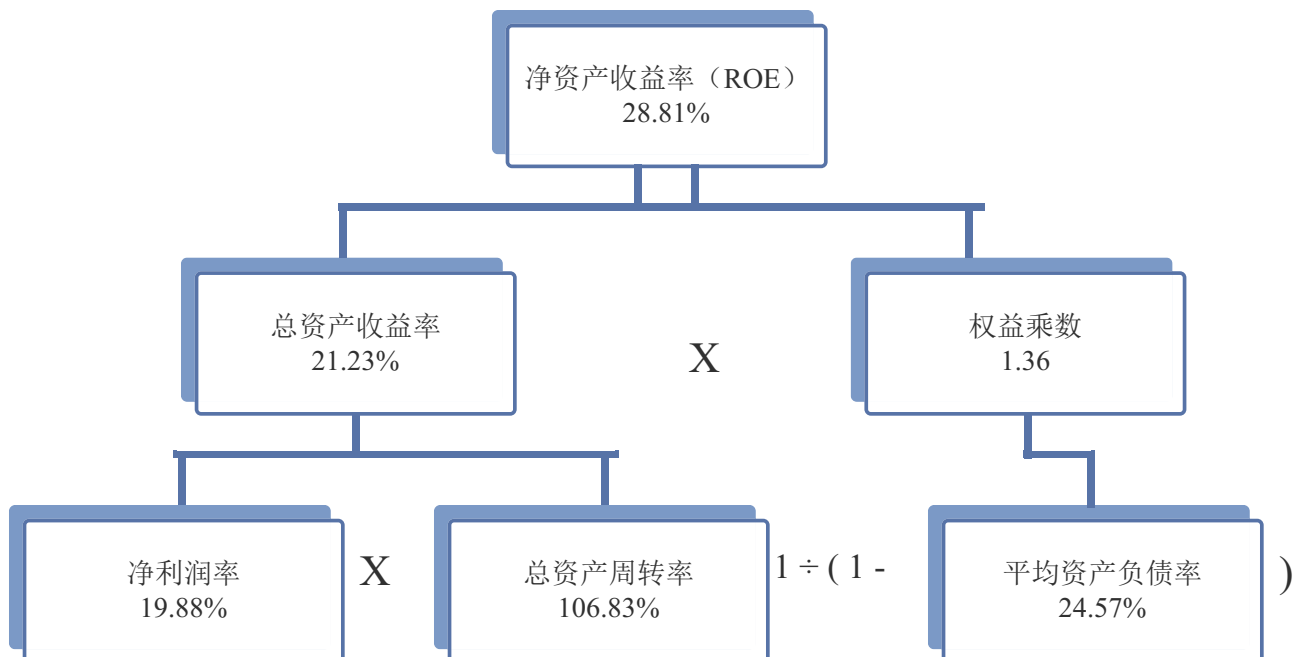 净资产收益率（ROE）
28.81%
总资产收益率
21.23%
X
权益乘数
1.36
净利润率
19.88%
X
总资产周转率
106.83%
1 ÷ ( 1 -
平均资产负债率
24.57%
)